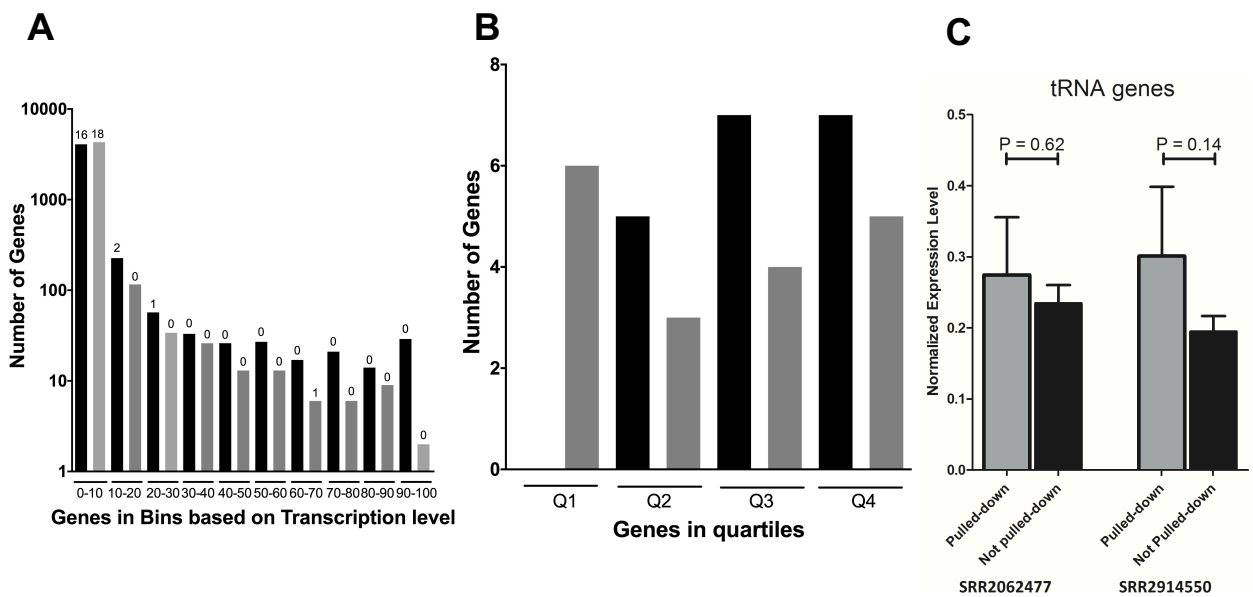 A
10000
1000
100
10
1
Number of Genes
16 18
2
0
1
0
0
0
0
0
0
0
0
1
0
0
0
0
0
0
0-10 10-20 20-30 30-40 40-50 50-60 60-70 70-80 80-90 90-100
Genes in Bins based on Transcription level
B
8
6
4
2
0
Number of Genes
Q1 Q2 Q3 Q4
Genes in quartiles
C
tRNA genes
0.5
0.4
0.3
0.2
0.1
0.0
Normalized Expression Level
P = 0.62
P = 0.14
Pulled-down
Not pulled-down
Pulled-down
Not Pulled-down
SRR2062477
SRR2914550